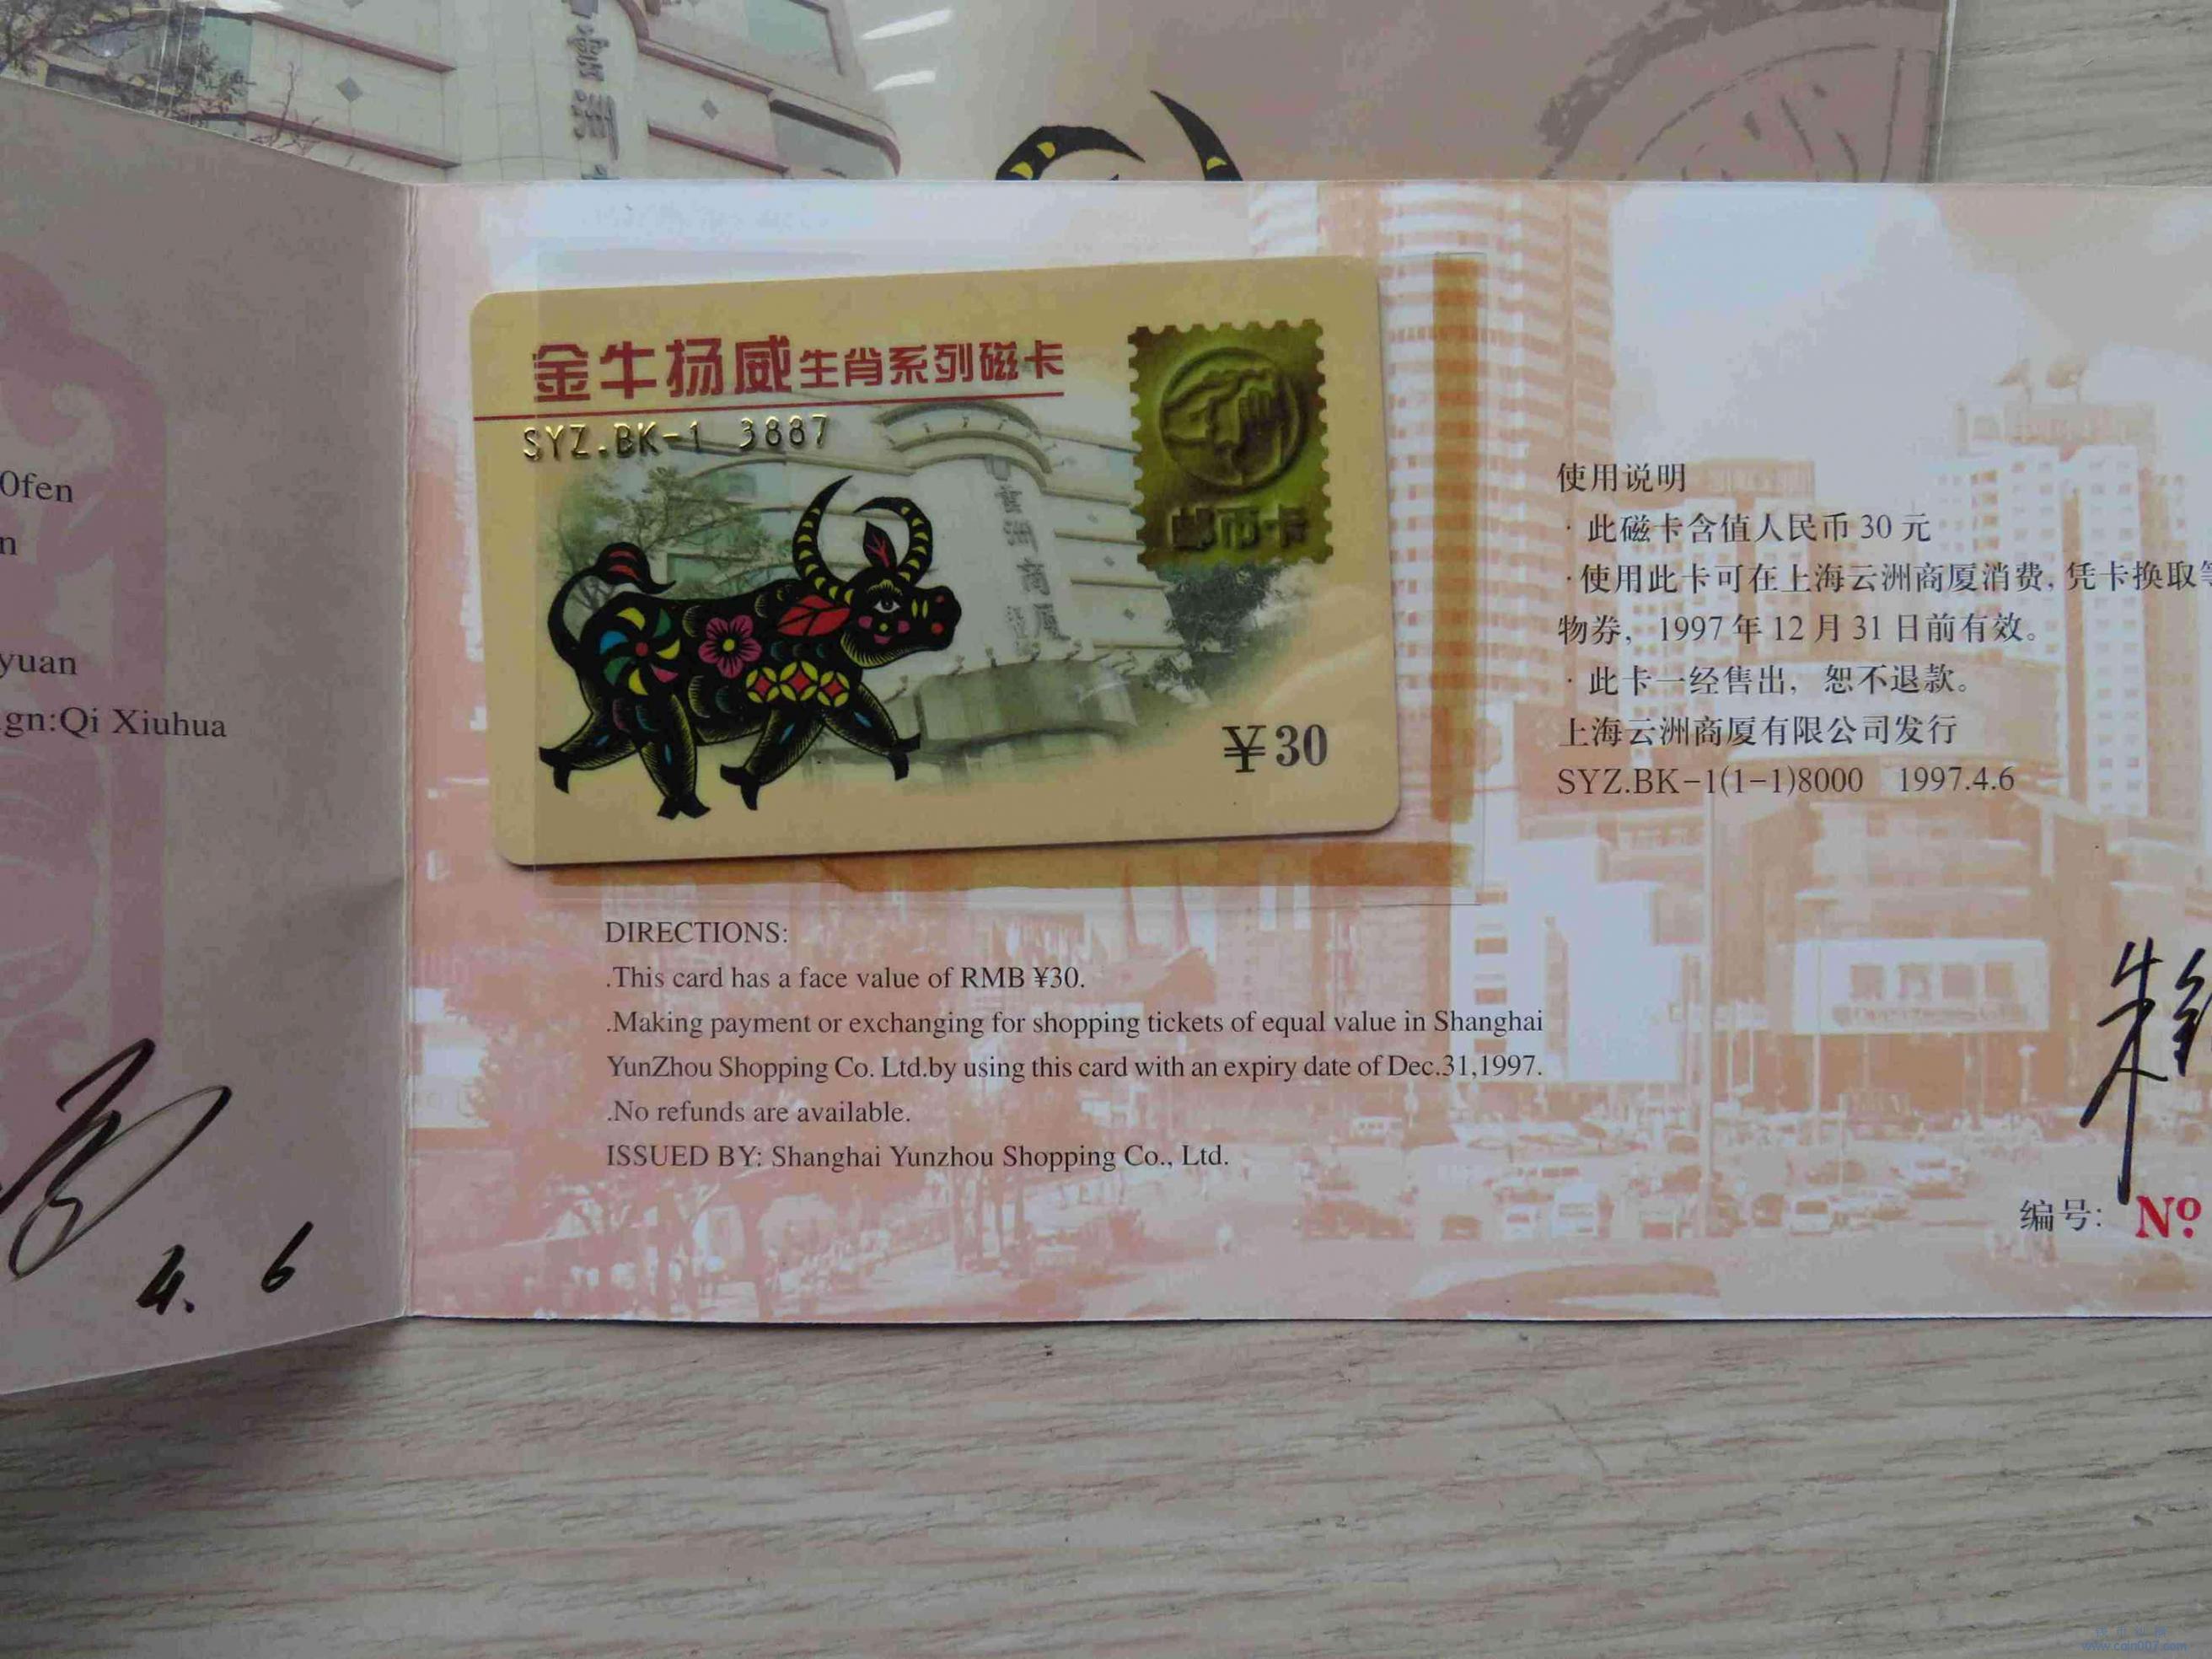 金牛扬威生肖系列磁卡
SYZ.BK-1 3887
邮币卡
云洲商厦
¥30
0fen
n
yuan
gn:Qi Xiuhua
4. 6
使用说明
·此磁卡含值人民币30元
·使用此卡可在上海云洲商厦消费,凭卡换取等
物券,1997年12月31日前有效。
·此卡一经售出,恕不退款。
上海云洲商厦有限公司发行
SYZ.BK-1(1-1)8000 1997.4.6
DIRECTIONS:
.This card has a face value of RMB ¥30.
.Making payment or exchanging for shopping tickets of equal value in Shanghai
YunZhou Shopping Co. Ltd.by using this card with an expiry date of Dec.31,1997.
.No refunds are available.
ISSUED BY: Shanghai Yunzhou Shopping Co., Ltd.
编号: Nº
www.coin007.com